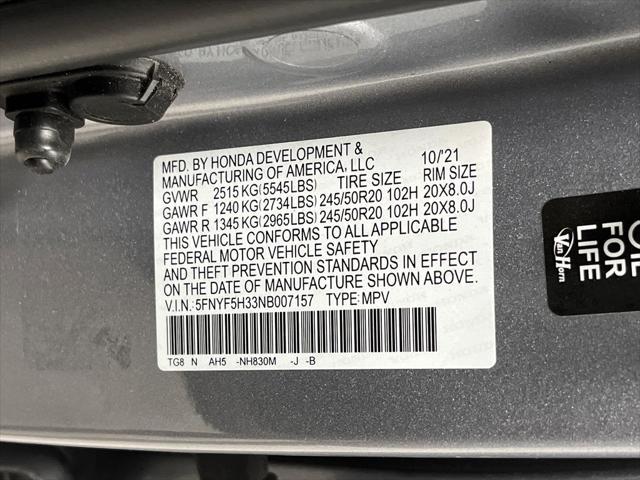 MFD. BY HONDA DEVELOPMENT &
MANUFACTURING OF AMERICA, LLC 10/'21
GVWR 2515 KG(5545LBS) TIRE SIZE RIM SIZE
GAWR F 1240 KG(2734LBS) 245/50R20 102H 20X8.0J
GAWR R 1345 KG(2965LBS) 245/50R20 102H 20X8.0J
THIS VEHICLE CONFORMS TO ALL APPLICABLE
FEDERAL MOTOR VEHICLE SAFETY
AND THEFT PREVENTION STANDARDS IN EFFECT
ON THE DATE OF MANUFACTURE SHOWN ABOVE.
V.I.N.: 5FNYF5H33NB007157 TYPE: MPV
TG8 N AH5 -NH830M -J -B
Van Horn
FOR
LIFE